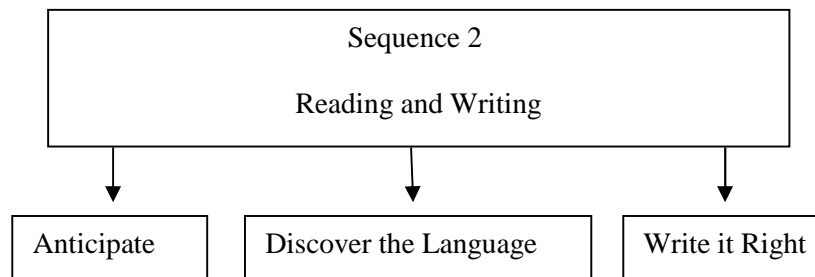 Sequence 2
Reading and Writing
Anticipate
Discover the Language
Write it Right